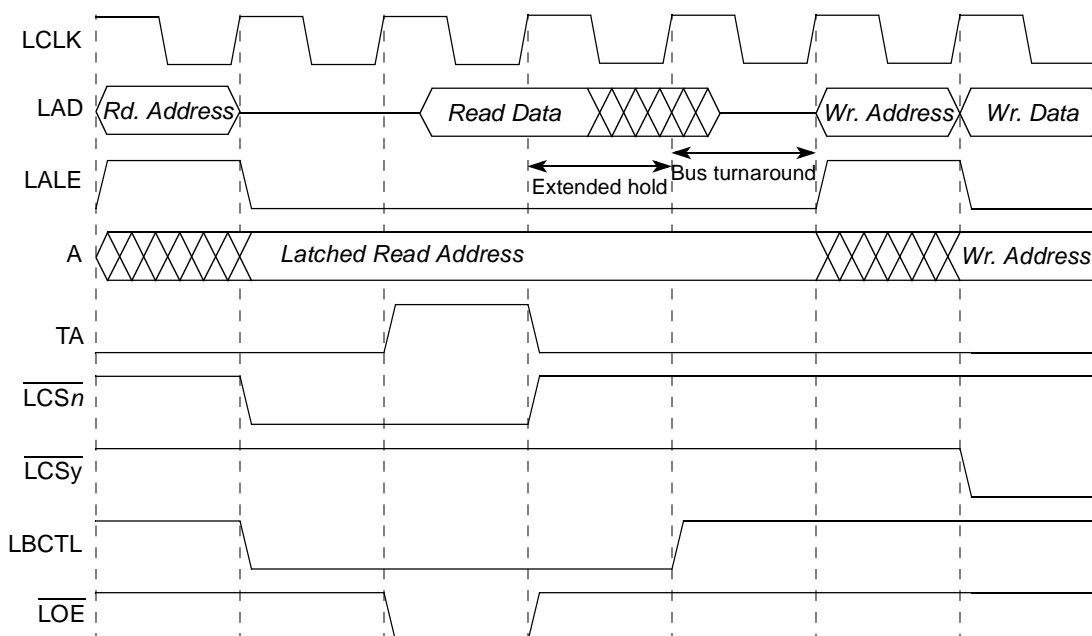 LCLK
LAD Rd. Address Read Data Wr. Address Wr. Data
LALE Extended hold Bus turnaround
A Latched Read Address Wr. Address
TA
LCSn
LCSy
LBCTL
LOE